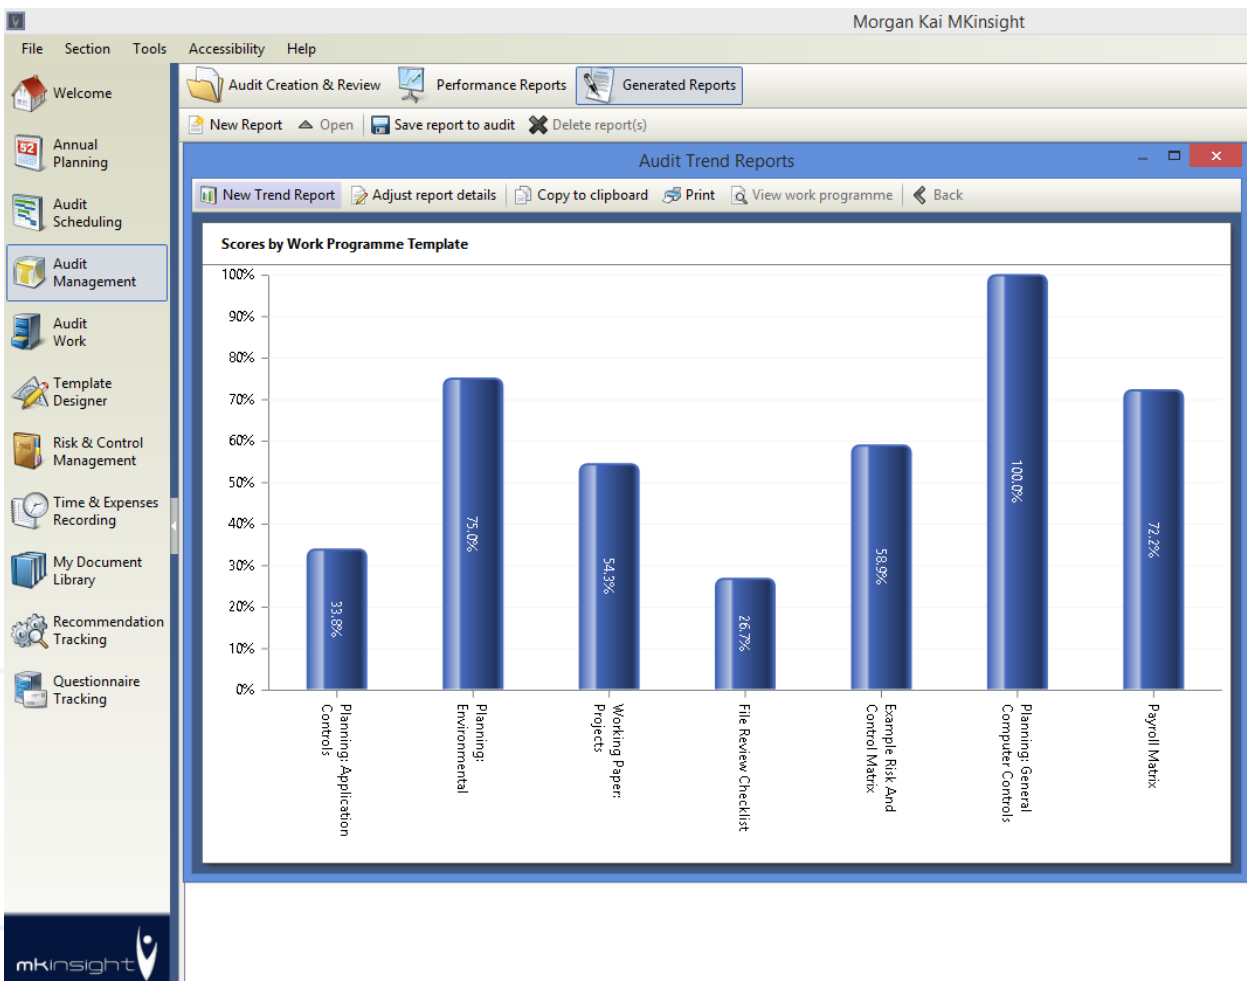 Morgan Kai MKinsight
File Section Tools Accessibility Help
Welcome
Annual
Planning
52
Audit
Scheduling
Audit
Management
Audit
Work
Template
Designer
Risk & Control
Management
Time & Expenses
Recording
My Document
Library
Recommendation
Tracking
Questionnaire
Tracking
mkinsight
Audit Creation & Review Performance Reports Generated Reports
New Report Open Save report to audit Delete report(s)
Audit Trend Reports
New Trend Report Adjust report details Copy to clipboard Print View work programme Back
Scores by Work Programme Template
100%
90%
80%
70%
60%
50%
40%
30%
20%
10%
0%
33.8%
75.0%
54.3%
26.7%
58.9%
100.0%
72.2%
Planning: Application
Controls
Planning:
Environmental
Working Paper:
Projects
File Review Checklist
Example Risk And
Control Matrix
Planning: General
Computer Controls
Payroll Matrix